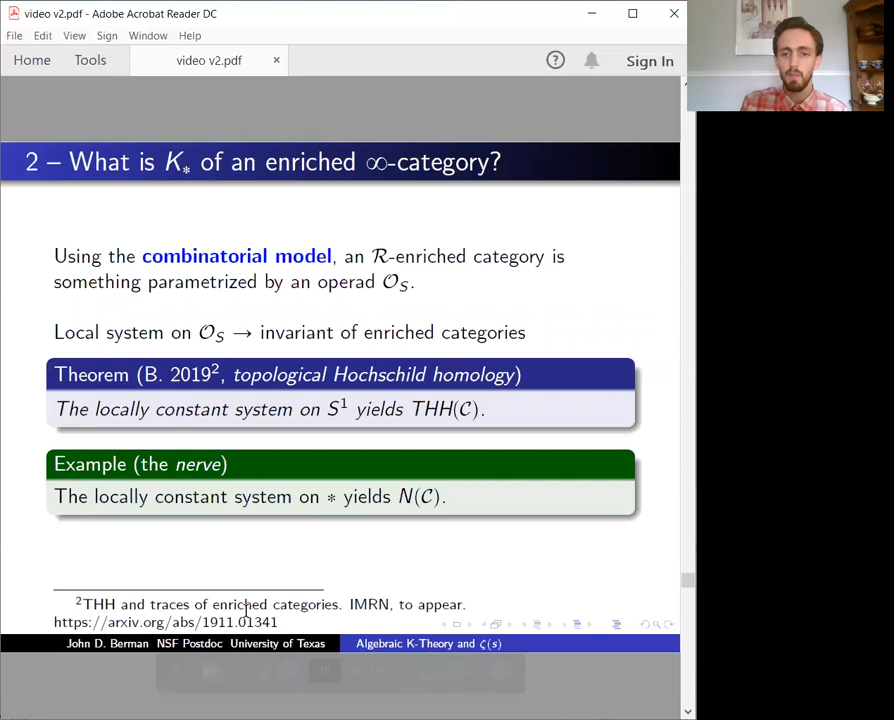 video v2.pdf - Adobe Acrobat Reader DC
File Edit View Sign Window Help
Home Tools video v2.pdf × Sign In
2 – What is K∗ of an enriched ∞-category?
Using the combinatorial model, an R-enriched category is
something parametrized by an operad O_S.
Local system on O_S → invariant of enriched categories
Theorem (B. 2019², topological Hochschild homology)
The locally constant system on S¹ yields THH(C).
Example (the nerve)
The locally constant system on ∗ yields N(C).
²THH and traces of enriched categories. IMRN, to appear.
https://arxiv.org/abs/1911.01341
John D. Berman NSF Postdoc University of Texas Algebraic K-Theory and ζ(s)
10